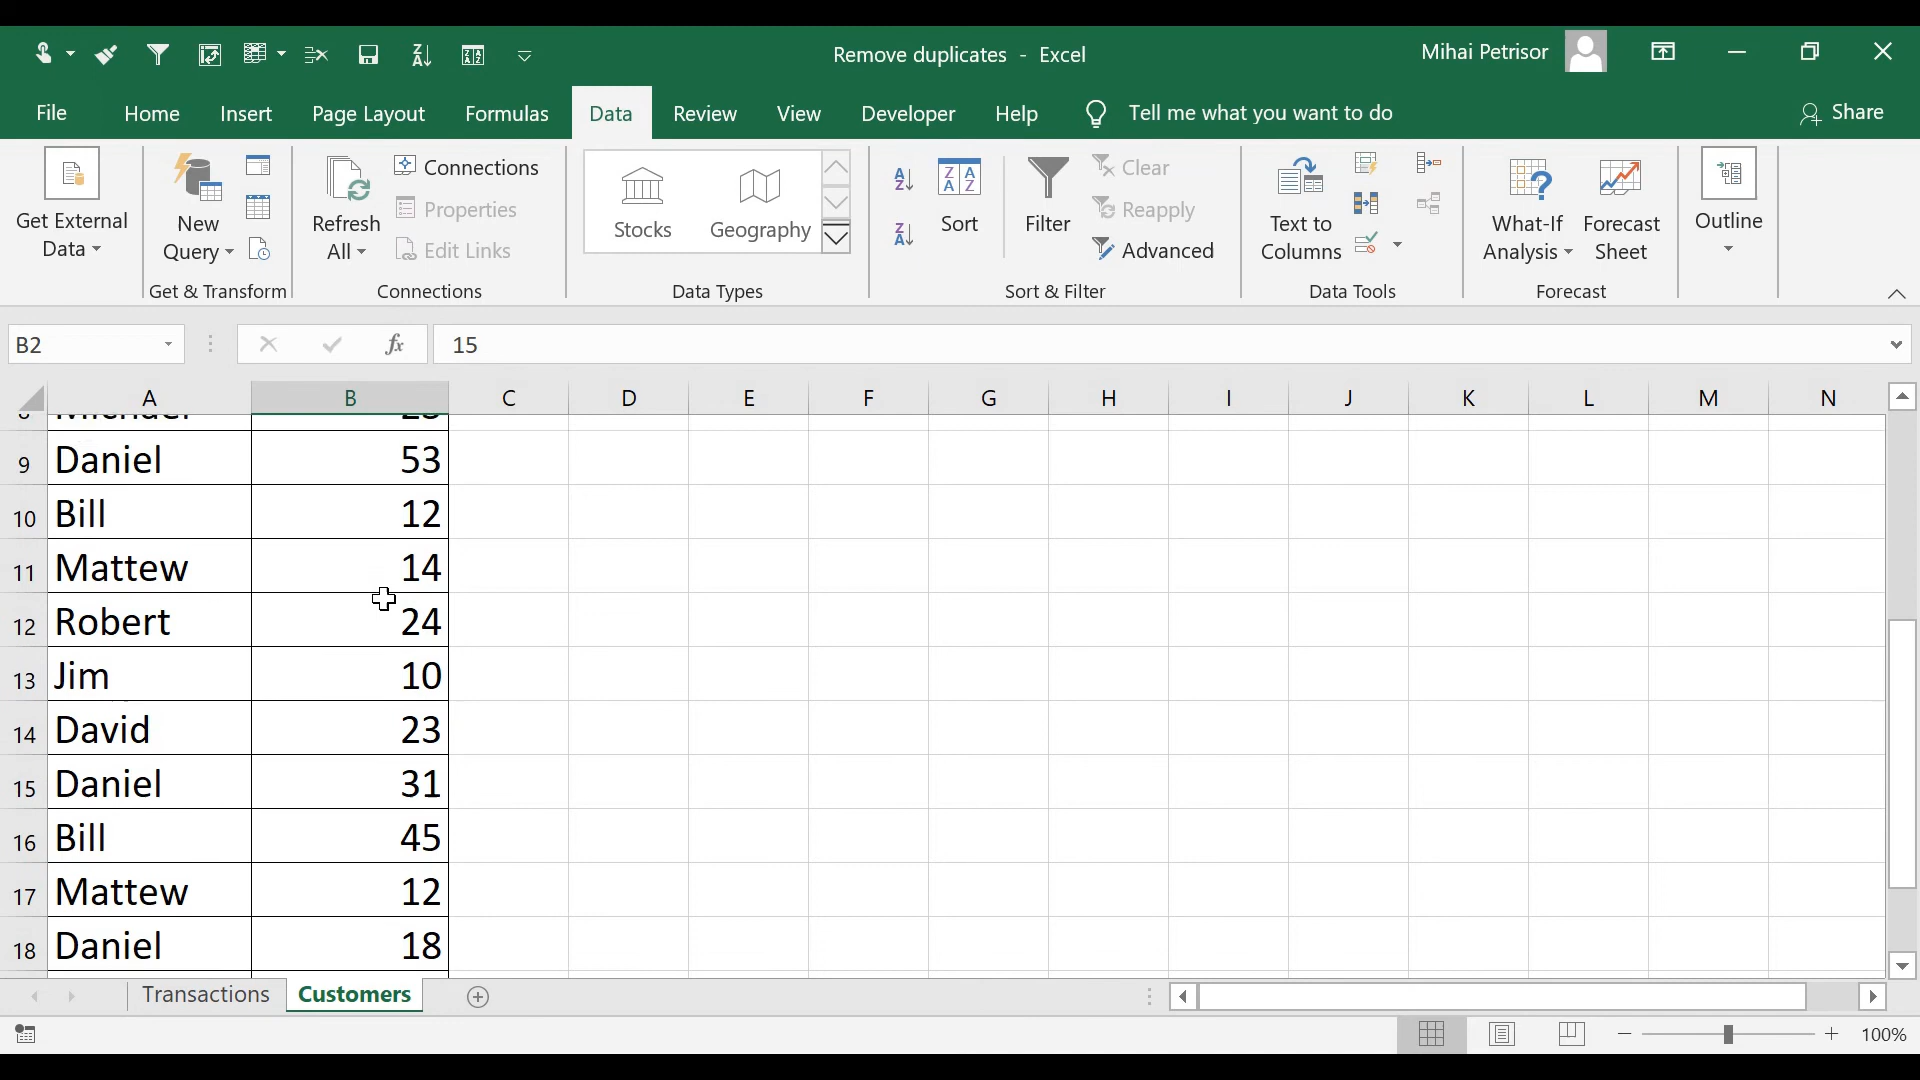 Remove duplicates - Excel
Mihai Petrisor
File Home Insert Page Layout Formulas Data Review View Developer Help Tell me what you want to do Share
Get External Data
New Query
Get & Transform
Refresh All
Connections
Properties
Edit Links
Connections
Stocks
Geography
Data Types
Sort
Filter
Clear
Reapply
Advanced
Sort & Filter
Text to Columns
Data Tools
What-If Analysis
Forecast Sheet
Forecast
Outline
B2 fx 15
A B C D E F G H I J K L M N
9 Daniel 53
10 Bill 12
11 Mattew 14
12 Robert 24
13 Jim 10
14 David 23
15 Daniel 31
16 Bill 45
17 Mattew 12
18 Daniel 18
Transactions Customers
100%